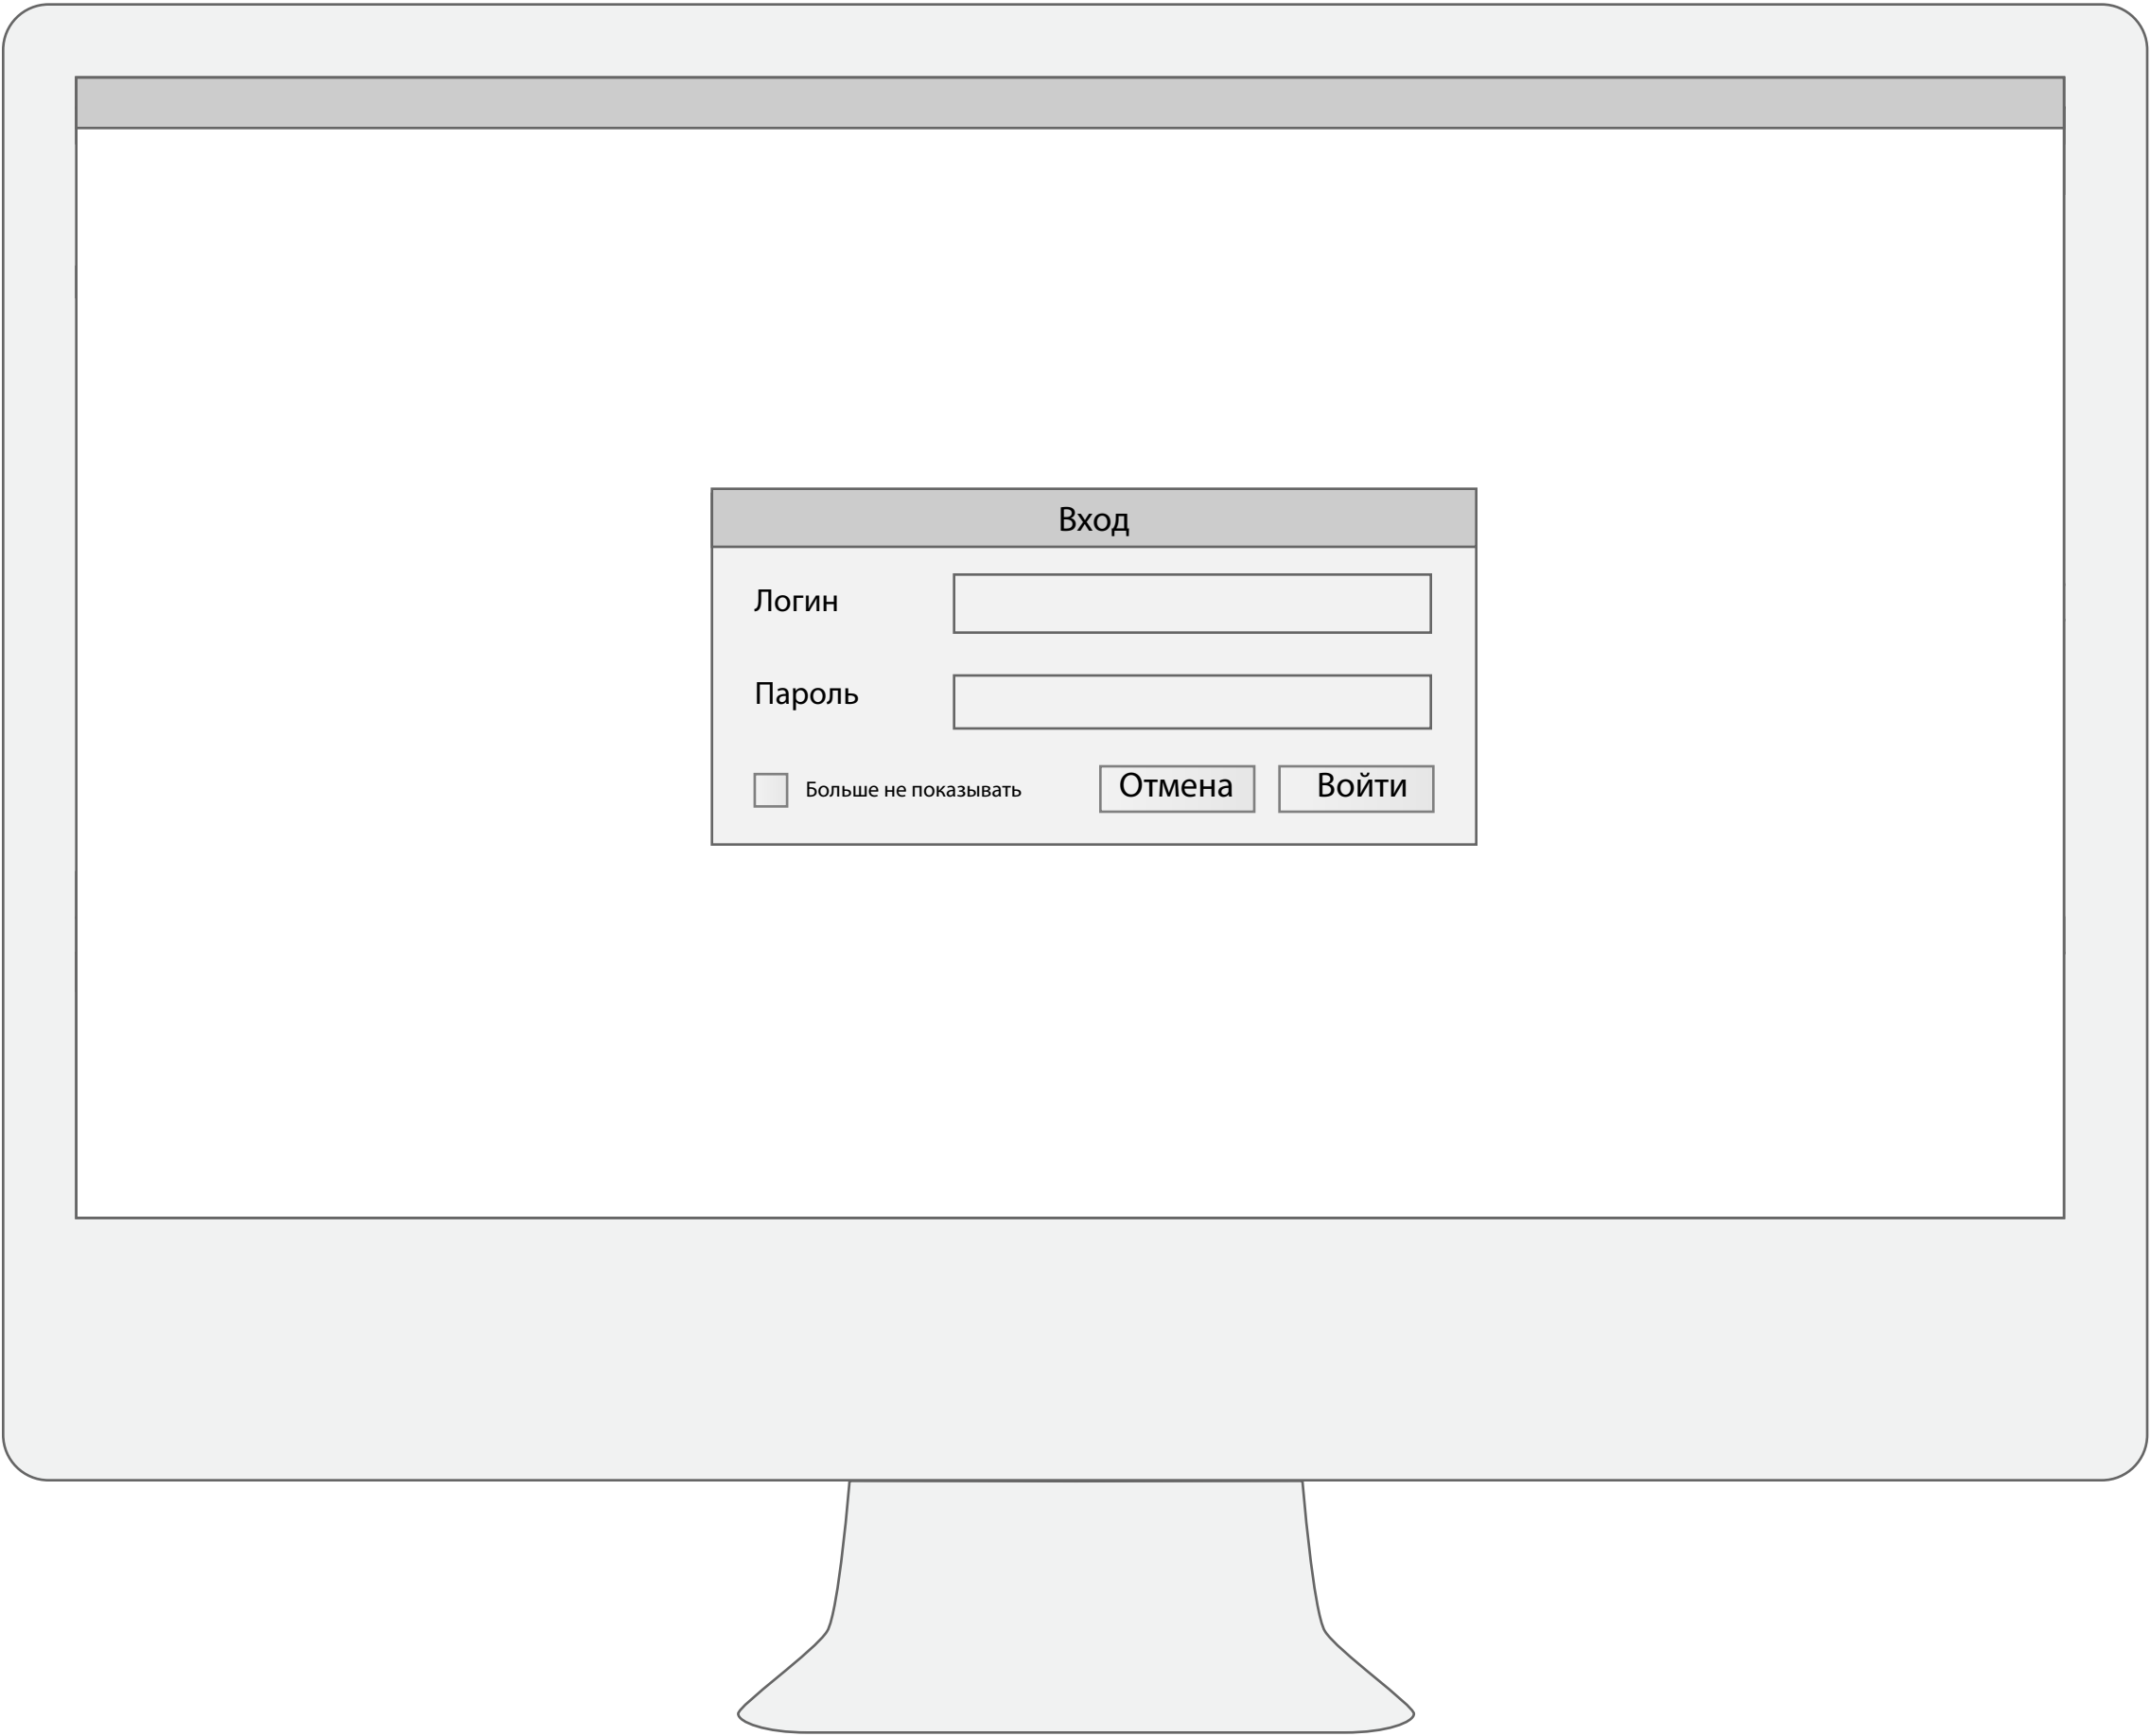 Вход
Логин
Пароль
Больше не показывать
Отмена
Войти